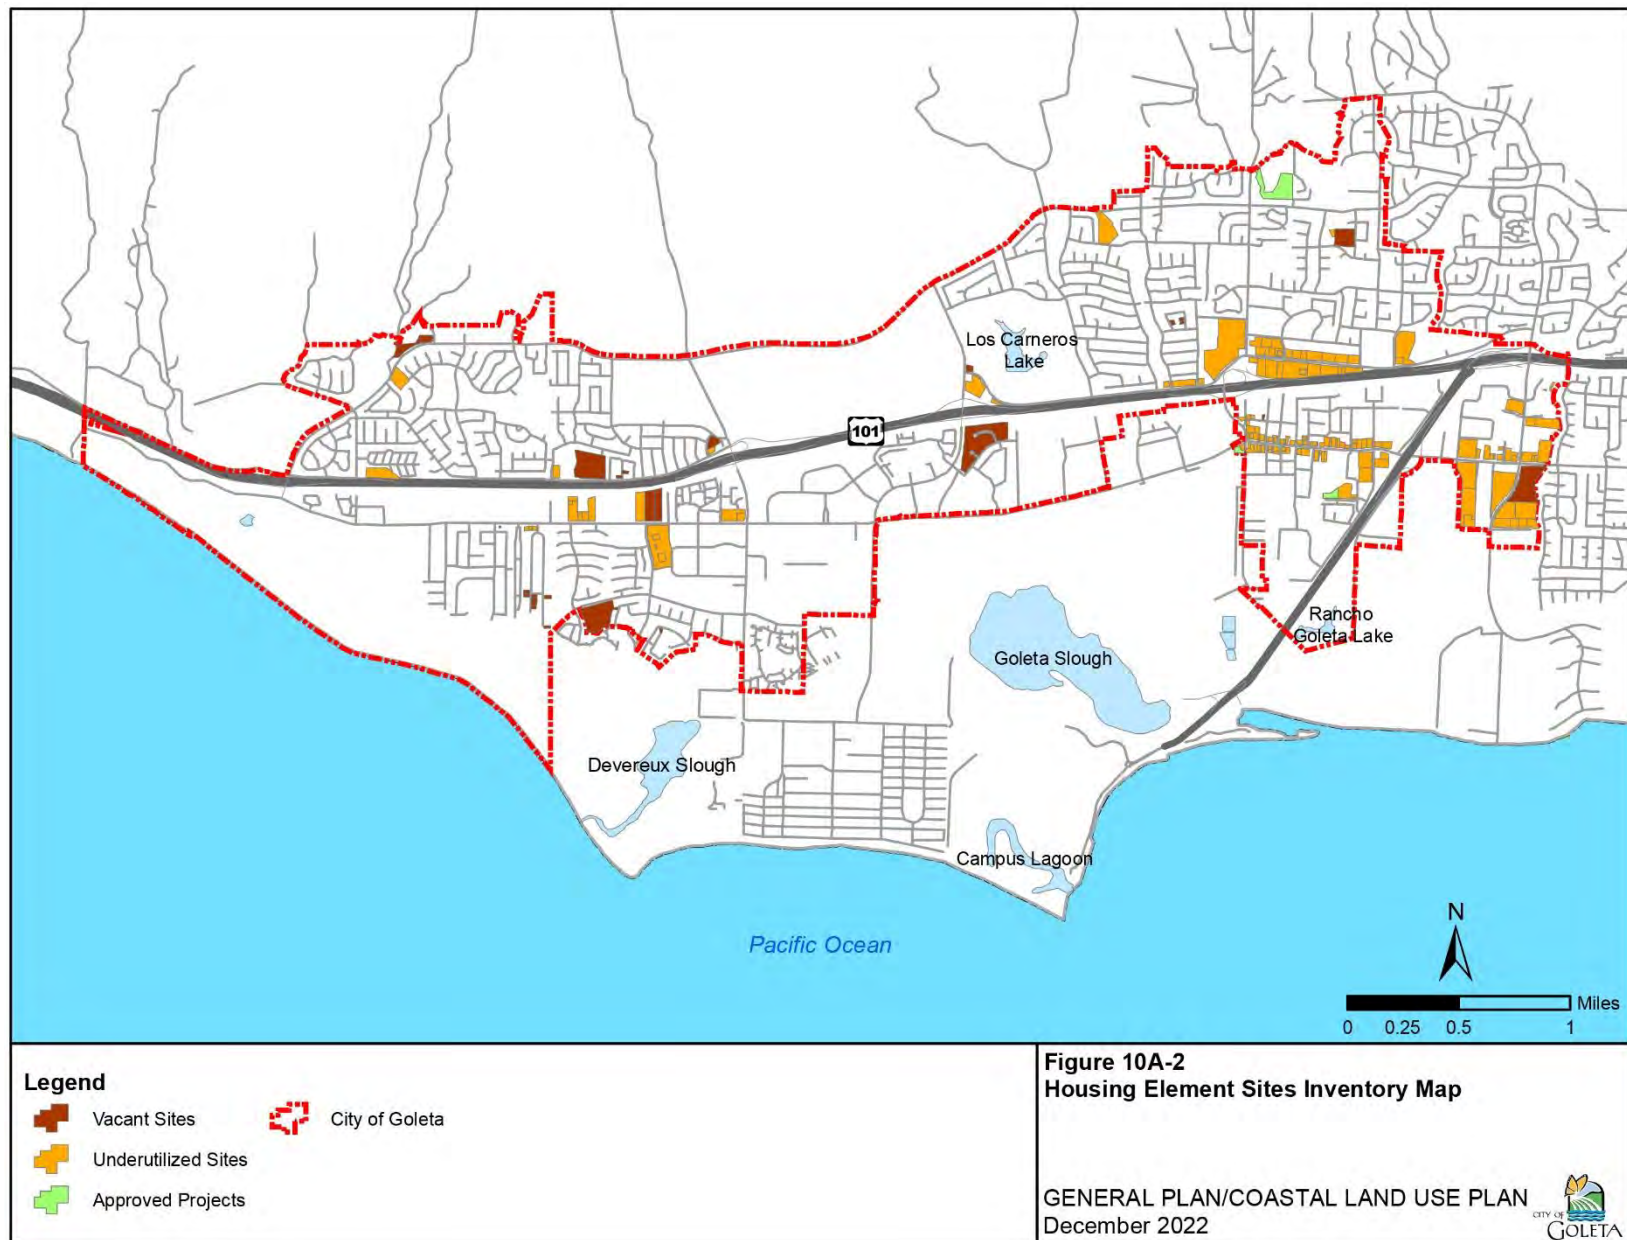 Los Carneros
Lake
101
Rancho
Goleta Lake
Goleta Slough
Devereux Slough
Campus Lagoon
Pacific Ocean
N
Miles
0 0.25 0.5 1
Legend
Vacant Sites
City of Goleta
Underutilized Sites
Approved Projects
Figure 10A-2
Housing Element Sites Inventory Map
GENERAL PLAN/COASTAL LAND USE PLAN
December 2022
CITY OF
GOLETA